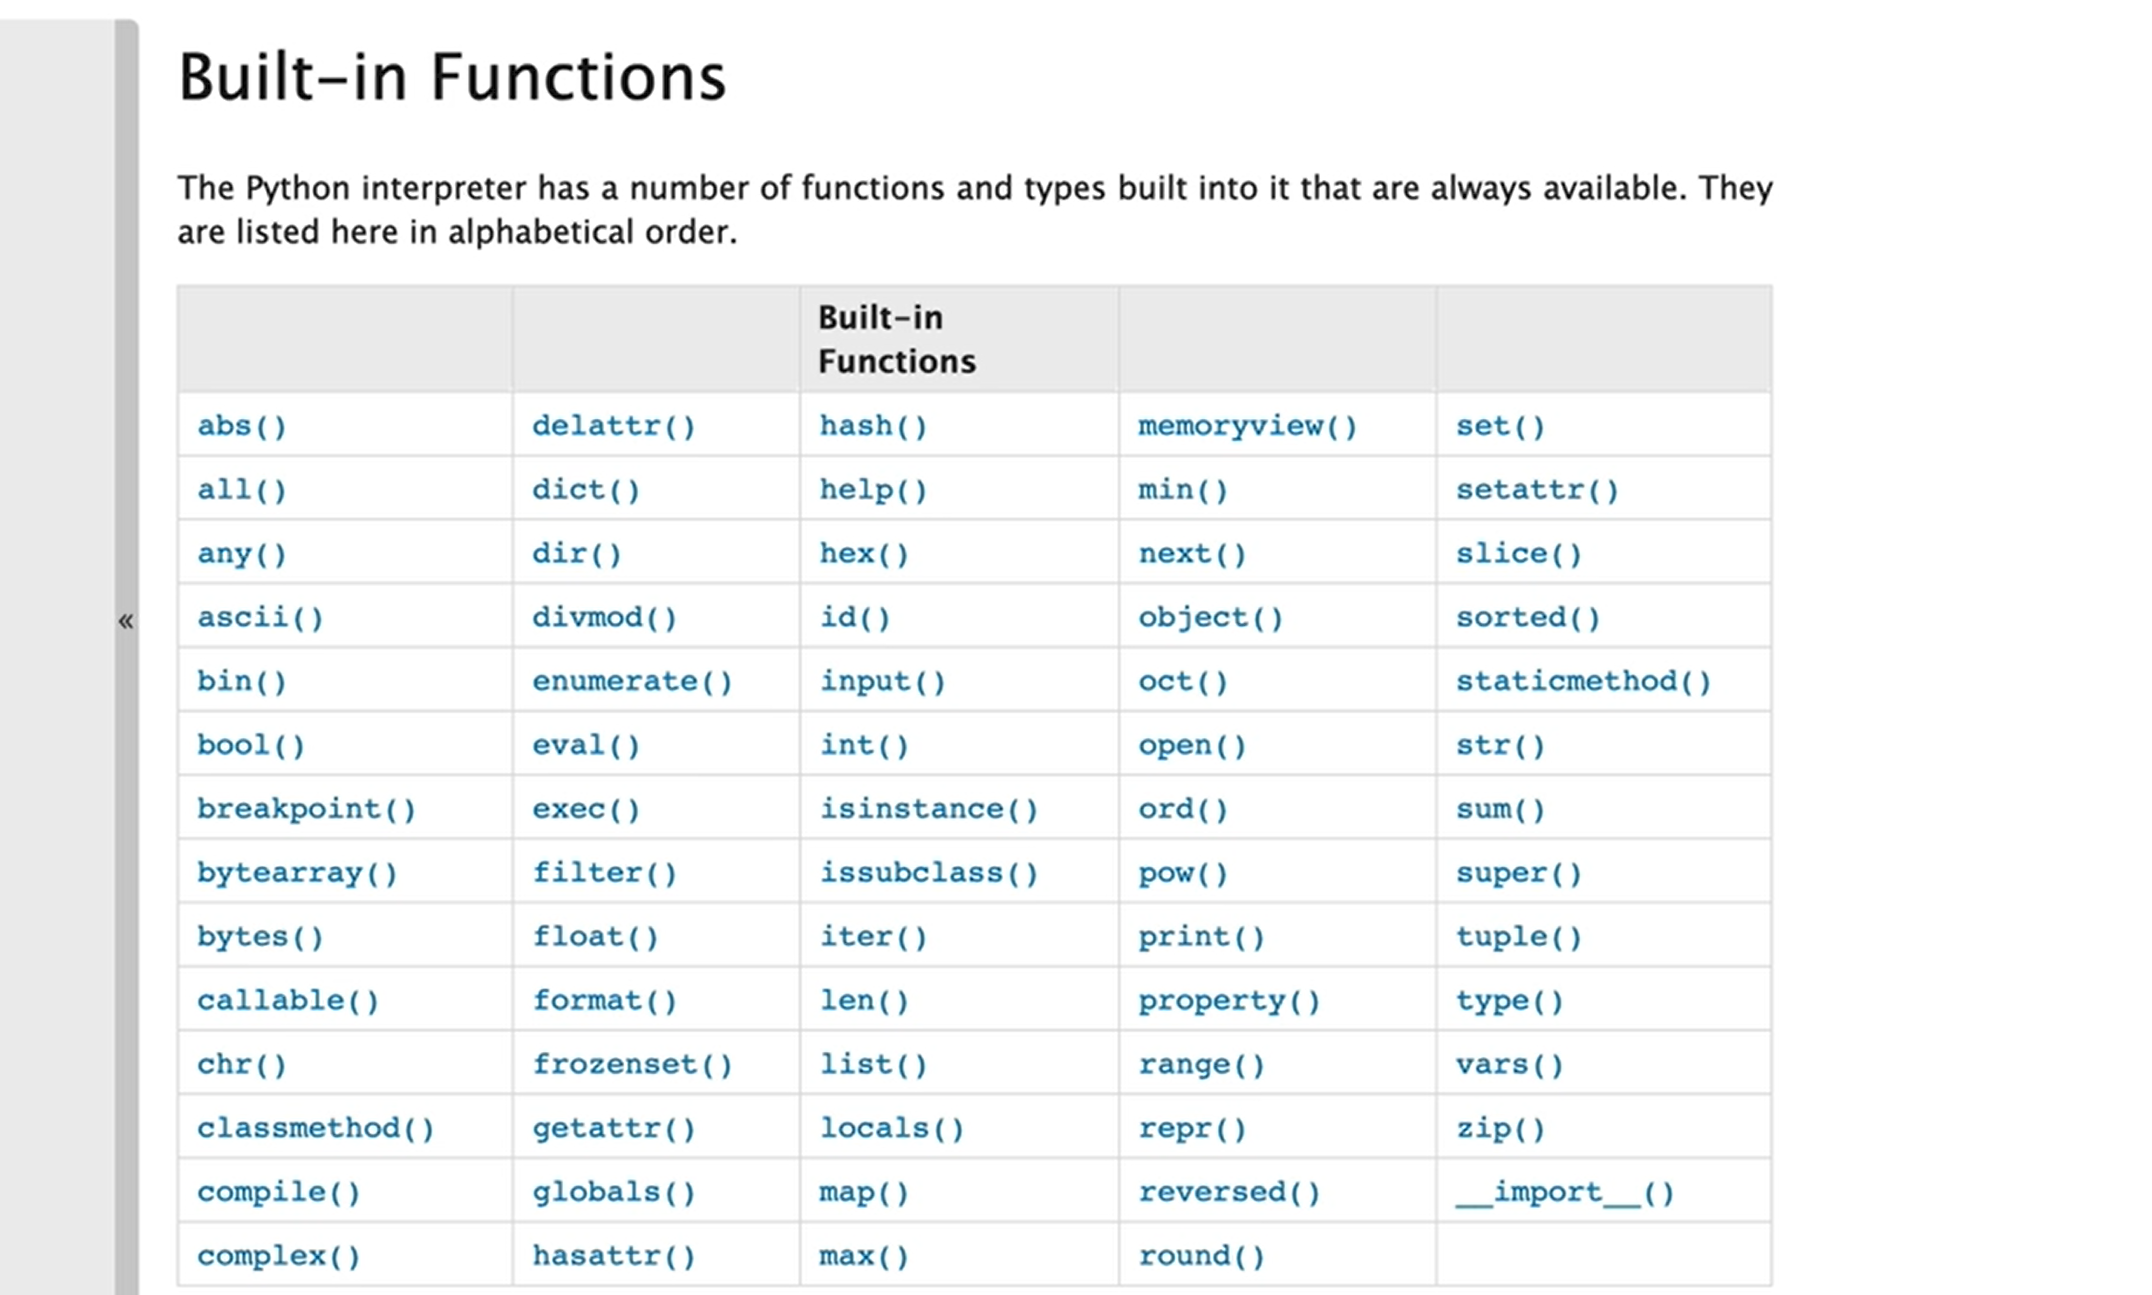 Built-in Functions
The Python interpreter has a number of functions and types built into it that are always available. They
are listed here in alphabetical order.
Built-in
Functions
abs() delattr() hash() memoryview() set()
all() dict() help() min() setattr()
any() dir() hex() next() slice()
ascii() divmod() id() object() sorted()
«
bin() enumerate() input() oct() staticmethod()
bool() eval() int() open() str()
breakpoint() exec() isinstance() ord() sum()
bytearray() filter() issubclass() pow() super()
bytes() float() iter() print() tuple()
callable() format() len() property() type()
chr() frozenset() list() range() vars()
classmethod() getattr() locals() repr() zip()
compile() globals() map() reversed() __import__()
complex() hasattr() max() round()